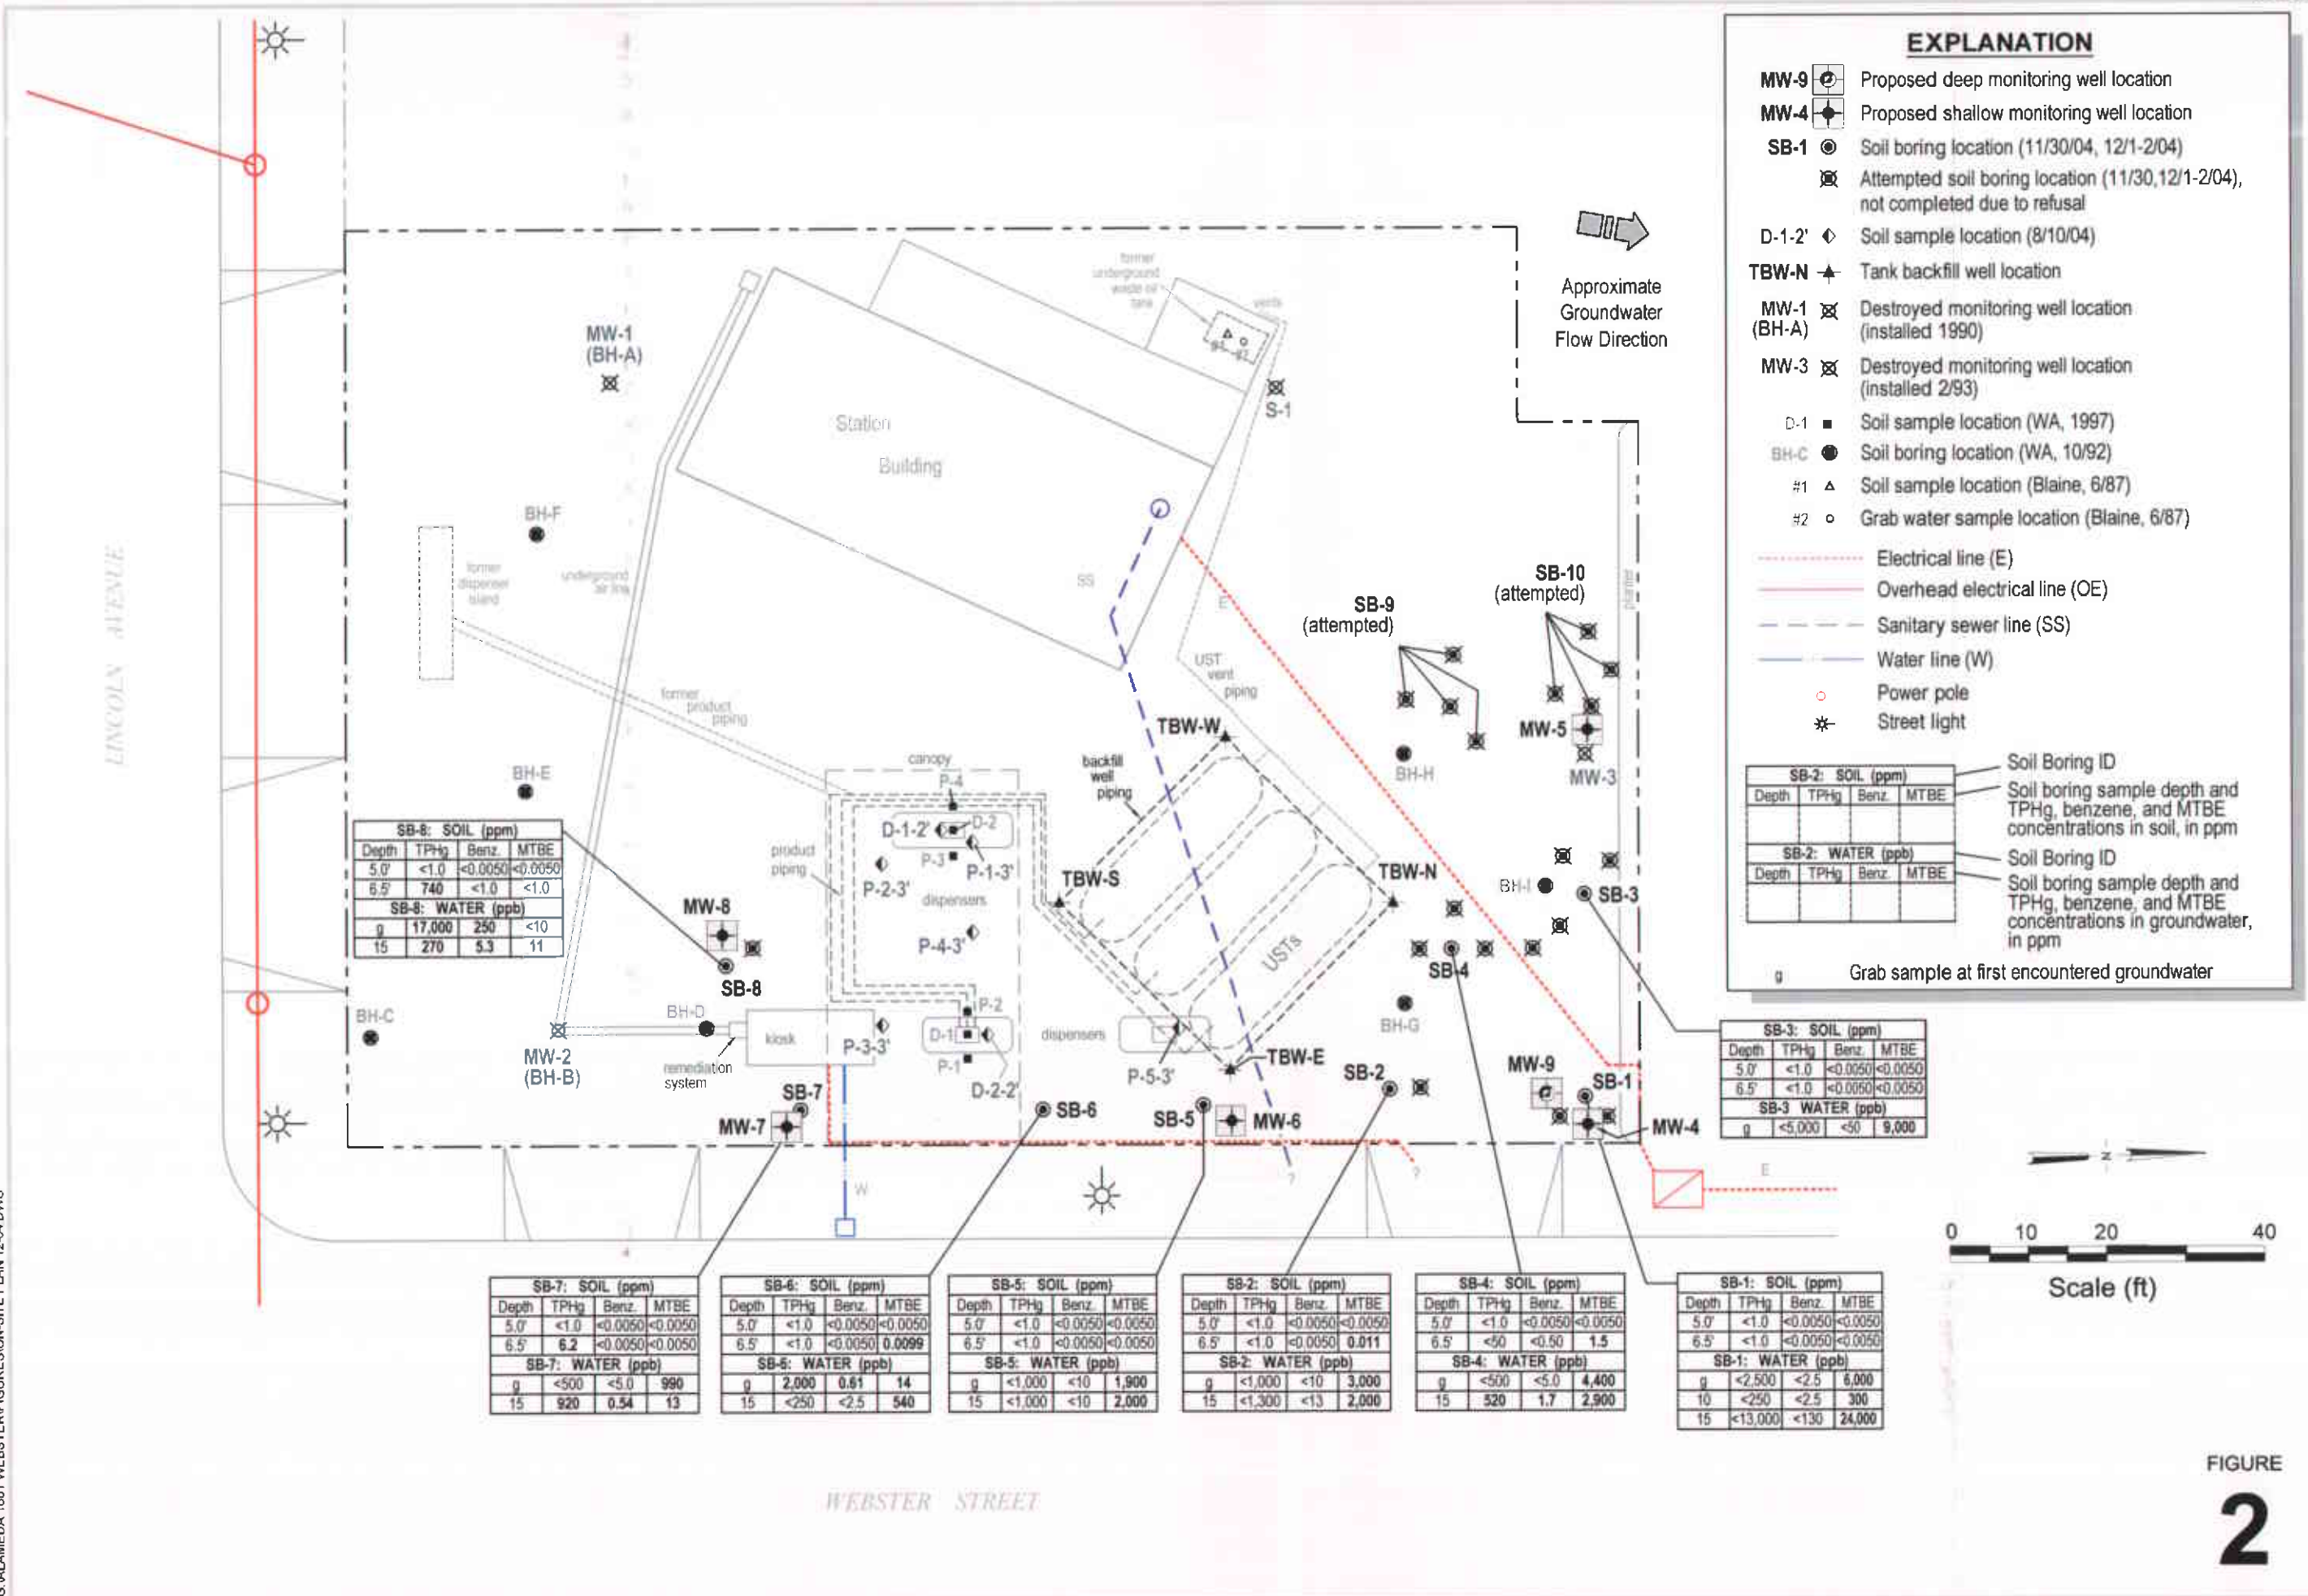 EXPLANATION
MW-9 Proposed deep monitoring well location
MW-4 Proposed shallow monitoring well location
SB-1 Soil boring location (11/30/04, 12/1-2/04)
Attempted soil boring location (11/30,12/1-2/04),
not completed due to refusal
D-1-2' Soil sample location (8/10/04)
TBW-N Tank backfill well location
MW-1 Destroyed monitoring well location
(BH-A) (installed 1990)
MW-3 Destroyed monitoring well location
(installed 2/93)
D-1 Soil sample location (WA, 1997)
BH-C Soil boring location (WA, 10/92)
#1 Soil sample location (Blaine, 6/87)
#2 Grab water sample location (Blaine, 6/87)
Electrical line (E)
Overhead electrical line (OE)
Sanitary sewer line (SS)
Water line (W)
Power pole
Street light
SB-2: SOIL (ppm)
Depth TPHg Benz. MTBE
SB-2: WATER (ppb)
Depth TPHg Benz. MTBE
Soil Boring ID
Soil boring sample depth and
TPHg, benzene, and MTBE
concentrations in soil, in ppm
Soil Boring ID
Soil boring sample depth and
TPHg, benzene, and MTBE
concentrations in groundwater,
in ppm
g Grab sample at first encountered groundwater
Approximate
Groundwater
Flow Direction
former
underground
waste oil
tank
vents
#1 #2
S-1
MW-1
(BH-A)
Station
Building
BH-F
former
dispenser
island
underground
air line
LINCOLN AVENUE
SS
E
SB-10
(attempted)
SB-9
(attempted)
planter
UST
vent
piping
former
product
piping
TBW-W
MW-5
MW-3
BH-H
backfill
well
piping
canopy
P-4
BH-E
D-1-2'
D-2
P-3
P-1-3'
P-2-3'
product
piping
dispensers
TBW-S
TBW-N
BH-I
SB-3
P-4-3'
USTs
SB-4
MW-8
SB-8
BH-G
SB-8: SOIL (ppm)
Depth TPHg Benz. MTBE
5.0' <1.0 <0.0050 <0.0050
6.5' 740 <1.0 <1.0
SB-8: WATER (ppb)
g 17,000 250 <10
15 270 5.3 11
BH-C
BH-D
MW-2
(BH-B)
kiosk
remediation
system
P-3-3'
P-2
D-1
P-1
D-2-2'
dispensers
P-5-3'
TBW-E
SB-2
MW-9
SB-1
SB-7
MW-7
SB-6
SB-5
MW-6
MW-4
SB-3: SOIL (ppm)
Depth TPHg Benz. MTBE
5.0' <1.0 <0.0050 <0.0050
6.5' <1.0 <0.0050 <0.0050
SB-3 WATER (ppb)
g <5,000 <50 9,000
W
?
?
E
N
0 10 20 40
Scale (ft)
SB-7: SOIL (ppm)
Depth TPHg Benz. MTBE
5.0' <1.0 <0.0050 <0.0050
6.5' 6.2 <0.0050 <0.0050
SB-7: WATER (ppb)
g <500 <5.0 990
15 920 0.54 13
SB-6: SOIL (ppm)
Depth TPHg Benz. MTBE
5.0' <1.0 <0.0050 <0.0050
6.5' <1.0 <0.0050 0.0099
SB-6: WATER (ppb)
g 2,000 0.61 14
15 <250 <2.5 540
SB-5: SOIL (ppm)
Depth TPHg Benz. MTBE
5.0' <1.0 <0.0050 <0.0050
6.5' <1.0 <0.0050 <0.0050
SB-5: WATER (ppb)
g <1,000 <10 1,900
15 <1,000 <10 2,000
SB-2: SOIL (ppm)
Depth TPHg Benz. MTBE
5.0' <1.0 <0.0050 <0.0050
6.5' <1.0 <0.0050 0.011
SB-2: WATER (ppb)
g <1,000 <10 3,000
15 <1,300 <13 2,000
SB-4: SOIL (ppm)
Depth TPHg Benz. MTBE
5.0' <1.0 <0.0050 <0.0050
6.5' <50 <0.50 1.5
SB-4: WATER (ppb)
g <500 <5.0 4,400
15 520 1.7 2,900
SB-1: SOIL (ppm)
Depth TPHg Benz. MTBE
5.0' <1.0 <0.0050 <0.0050
6.5' <1.0 <0.0050 <0.0050
SB-1: WATER (ppb)
g <2,500 <2.5 6,000
10 <250 <2.5 300
15 <13,000 <130 24,000
WEBSTER STREET
FIGURE
2